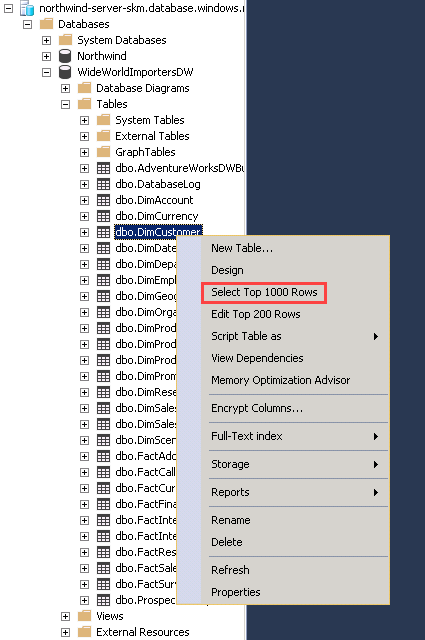 northwind-server-skm.database.windows.
Databases
System Databases
Northwind
WideWorldImportersDW
Database Diagrams
Tables
System Tables
External Tables
GraphTables
dbo.AdventureWorksDWBu
dbo.DatabaseLog
dbo.DimAccount
dbo.DimCurrency
dbo.DimCustomer
dbo.DimDate
dbo.DimDepa
dbo.DimEmpl
dbo.DimGeog
dbo.DimOrga
dbo.DimProd
dbo.DimProd
dbo.DimProd
dbo.DimProm
dbo.DimRese
dbo.DimSales
dbo.DimSales
dbo.DimScen
dbo.FactAdd
dbo.FactCall
dbo.FactCur
dbo.FactFina
dbo.FactInte
dbo.FactInte
dbo.FactRes
dbo.FactSale
dbo.FactSurv
dbo.Prospec
Views
External Resources
New Table...
Design
Select Top 1000 Rows
Edit Top 200 Rows
Script Table as
View Dependencies
Memory Optimization Advisor
Encrypt Columns...
Full-Text index
Storage
Reports
Rename
Delete
Refresh
Properties